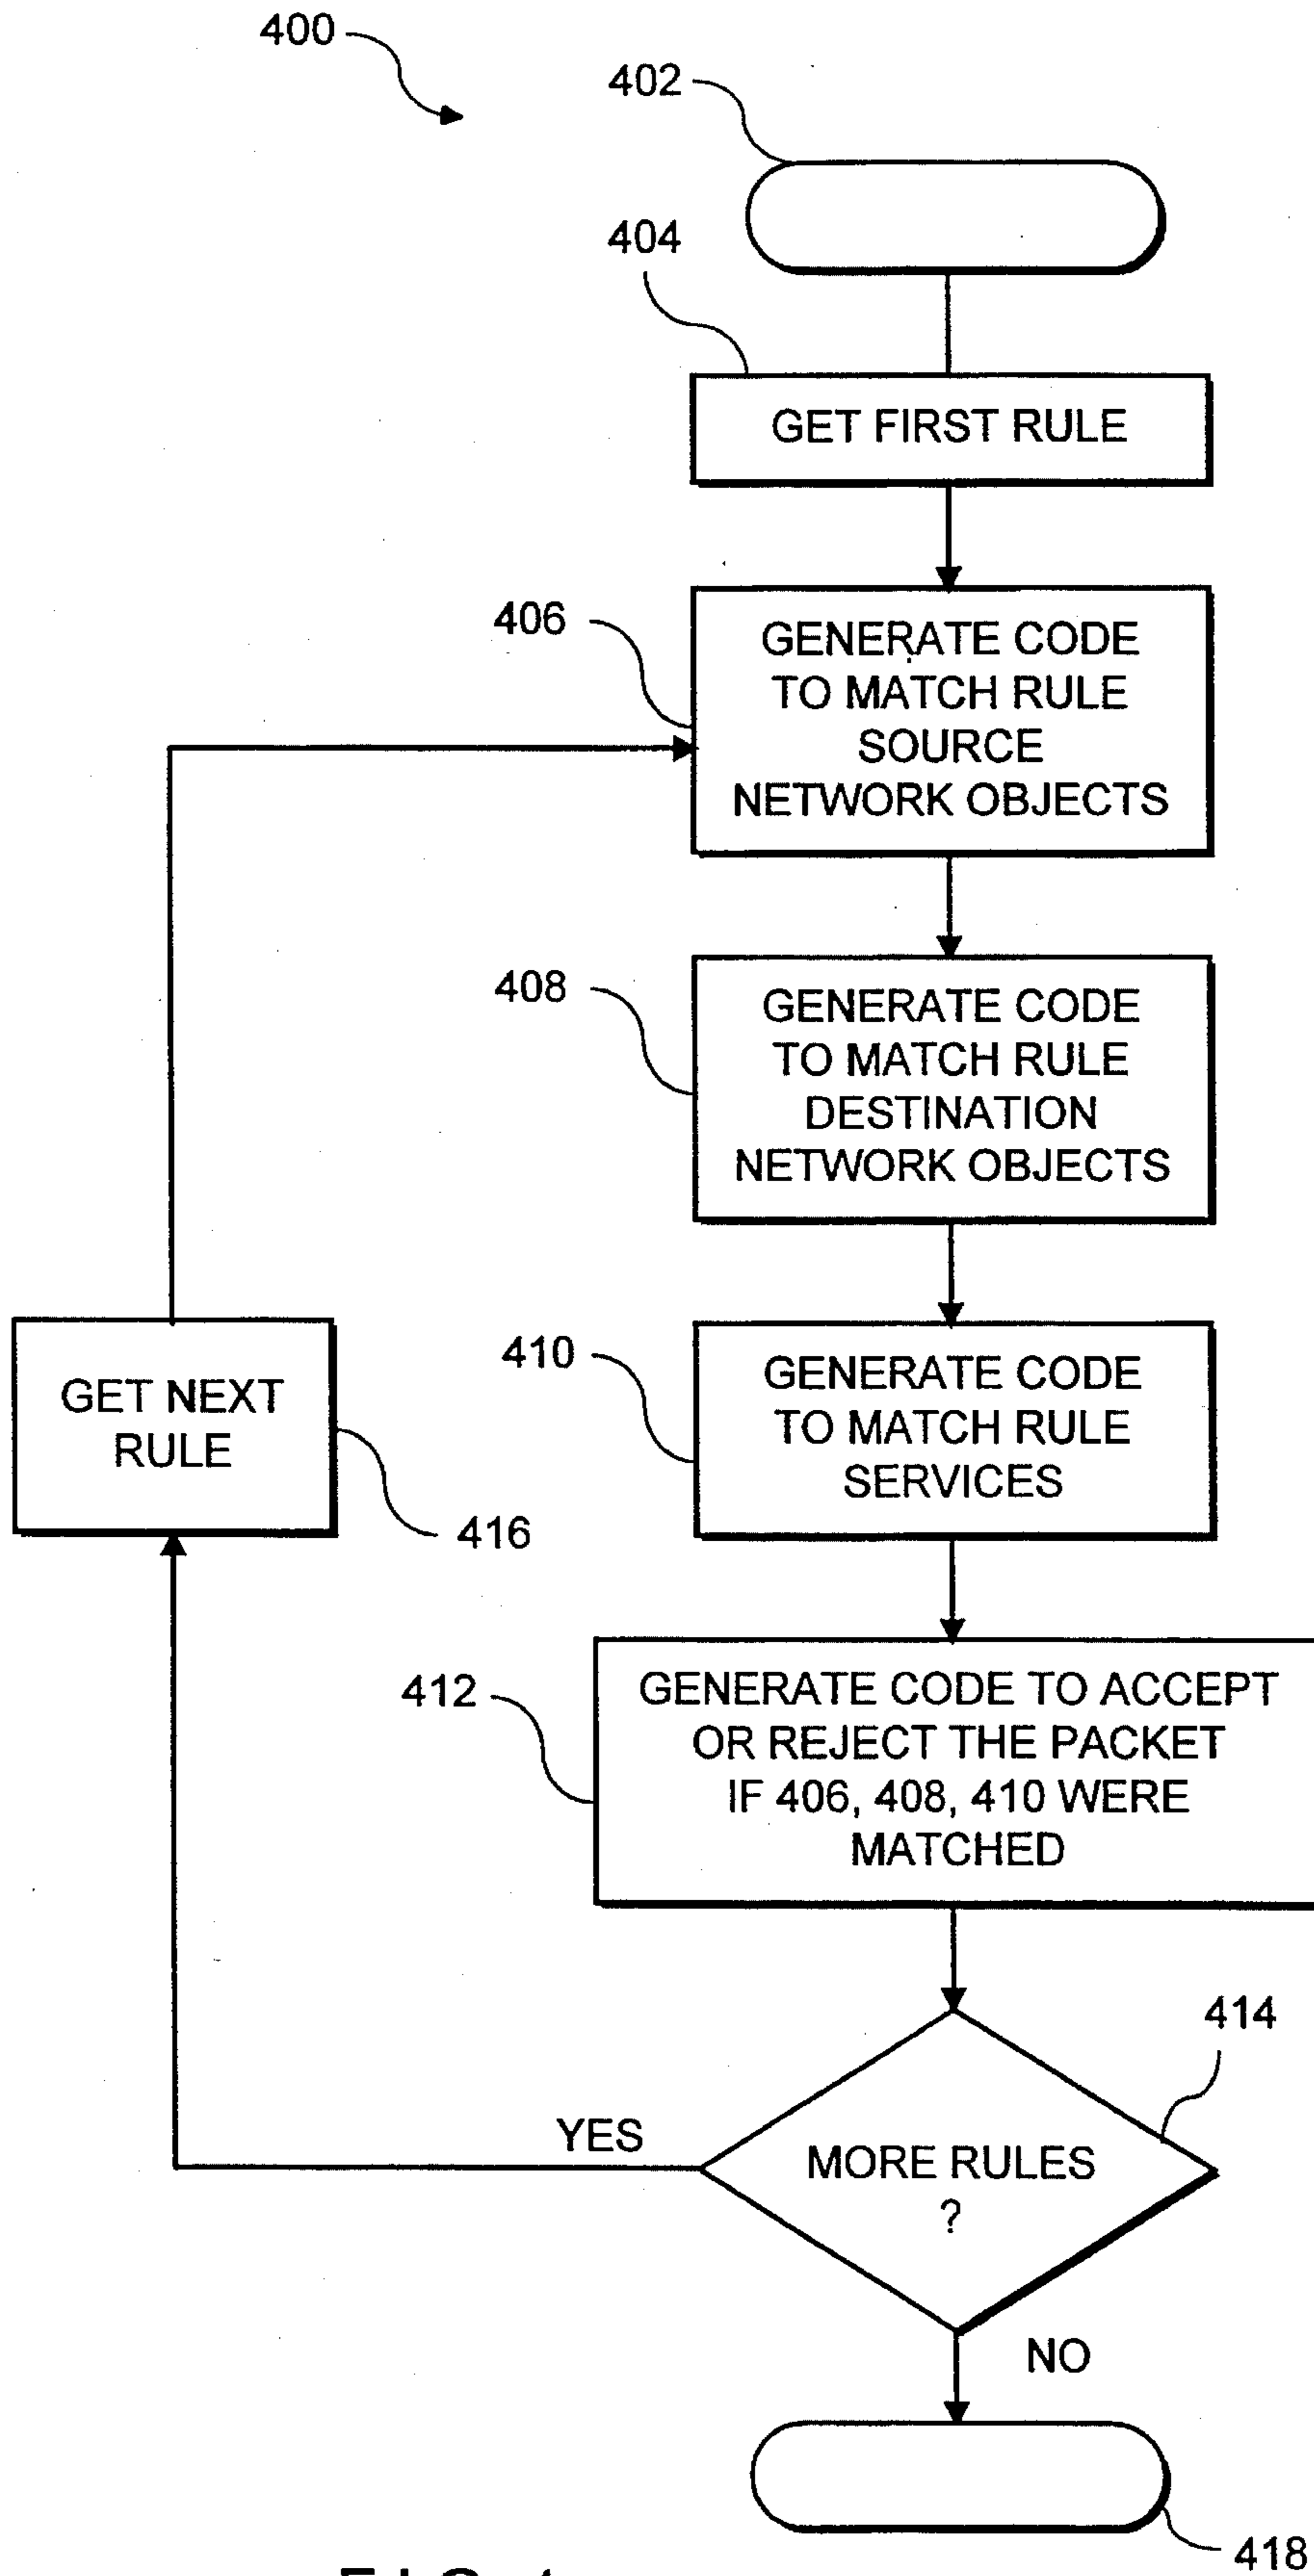 400
402
404
GET FIRST RULE
406
GENERATE CODE
TO MATCH RULE
SOURCE
NETWORK OBJECTS
408
GENERATE CODE
TO MATCH RULE
DESTINATION
NETWORK OBJECTS
410
GENERATE CODE
TO MATCH RULE
SERVICES
GET NEXT
RULE
416
412
GENERATE CODE TO ACCEPT
OR REJECT THE PACKET
IF 406, 408, 410 WERE
MATCHED
414
YES
MORE RULES
?
NO
418